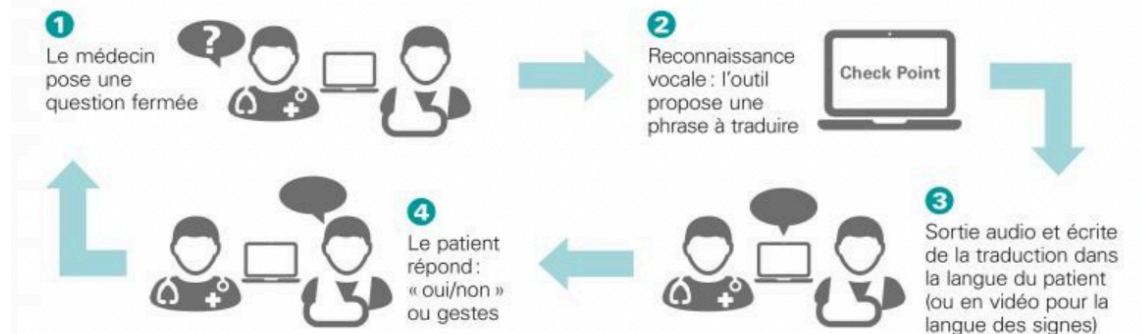 1
Le médecin
pose une
question fermée
?
2
Reconnaissance
vocale : l'outil
propose une
phrase à traduire
Check Point
3
Sortie audio et écrite
de la traduction dans
la langue du patient
(ou en vidéo pour la
langue des signes)
4
Le patient
répond :
« oui/non »
ou gestes